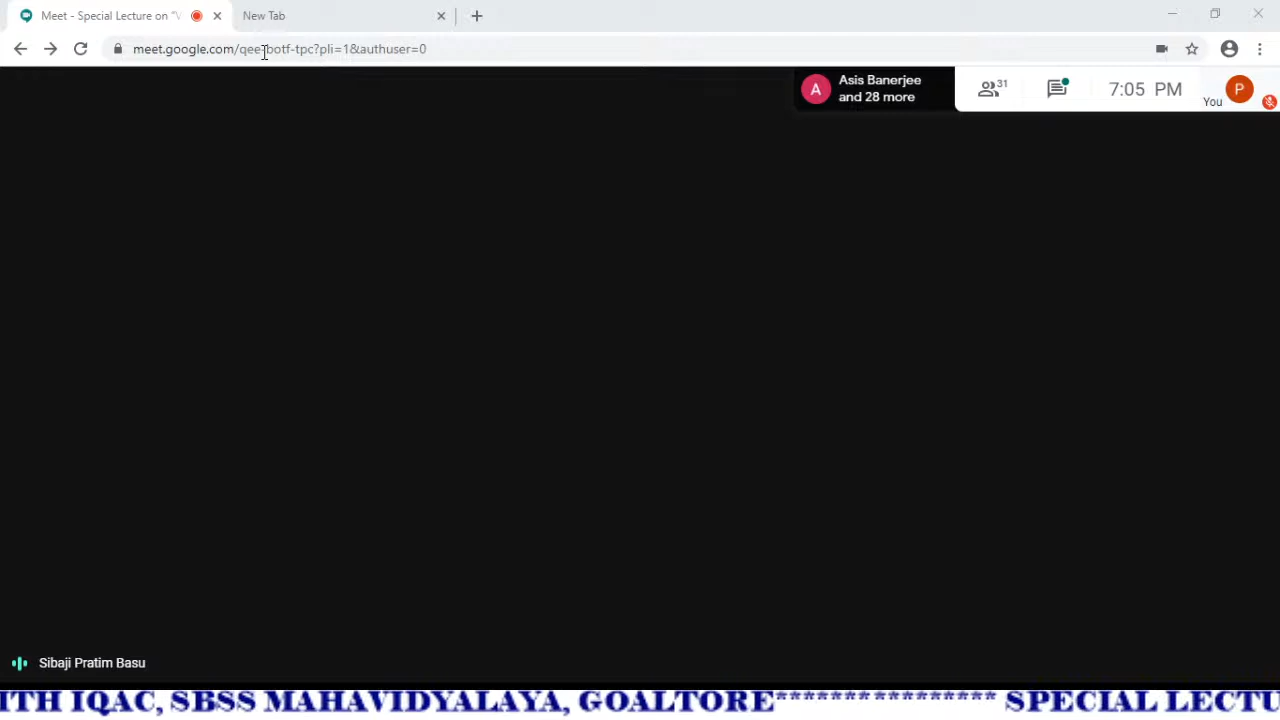 Meet - Special Lecture on "V
New Tab
meet.google.com/qee-botf-tpc?pli=1&authuser=0
Asis Banerjee
and 28 more
A
31
7:05 PM
You
P
Sibaji Pratim Basu
ITH IQAC, SBSS MAHAVIDYALAYA, GOALTORE**************** SPECIAL LECTU